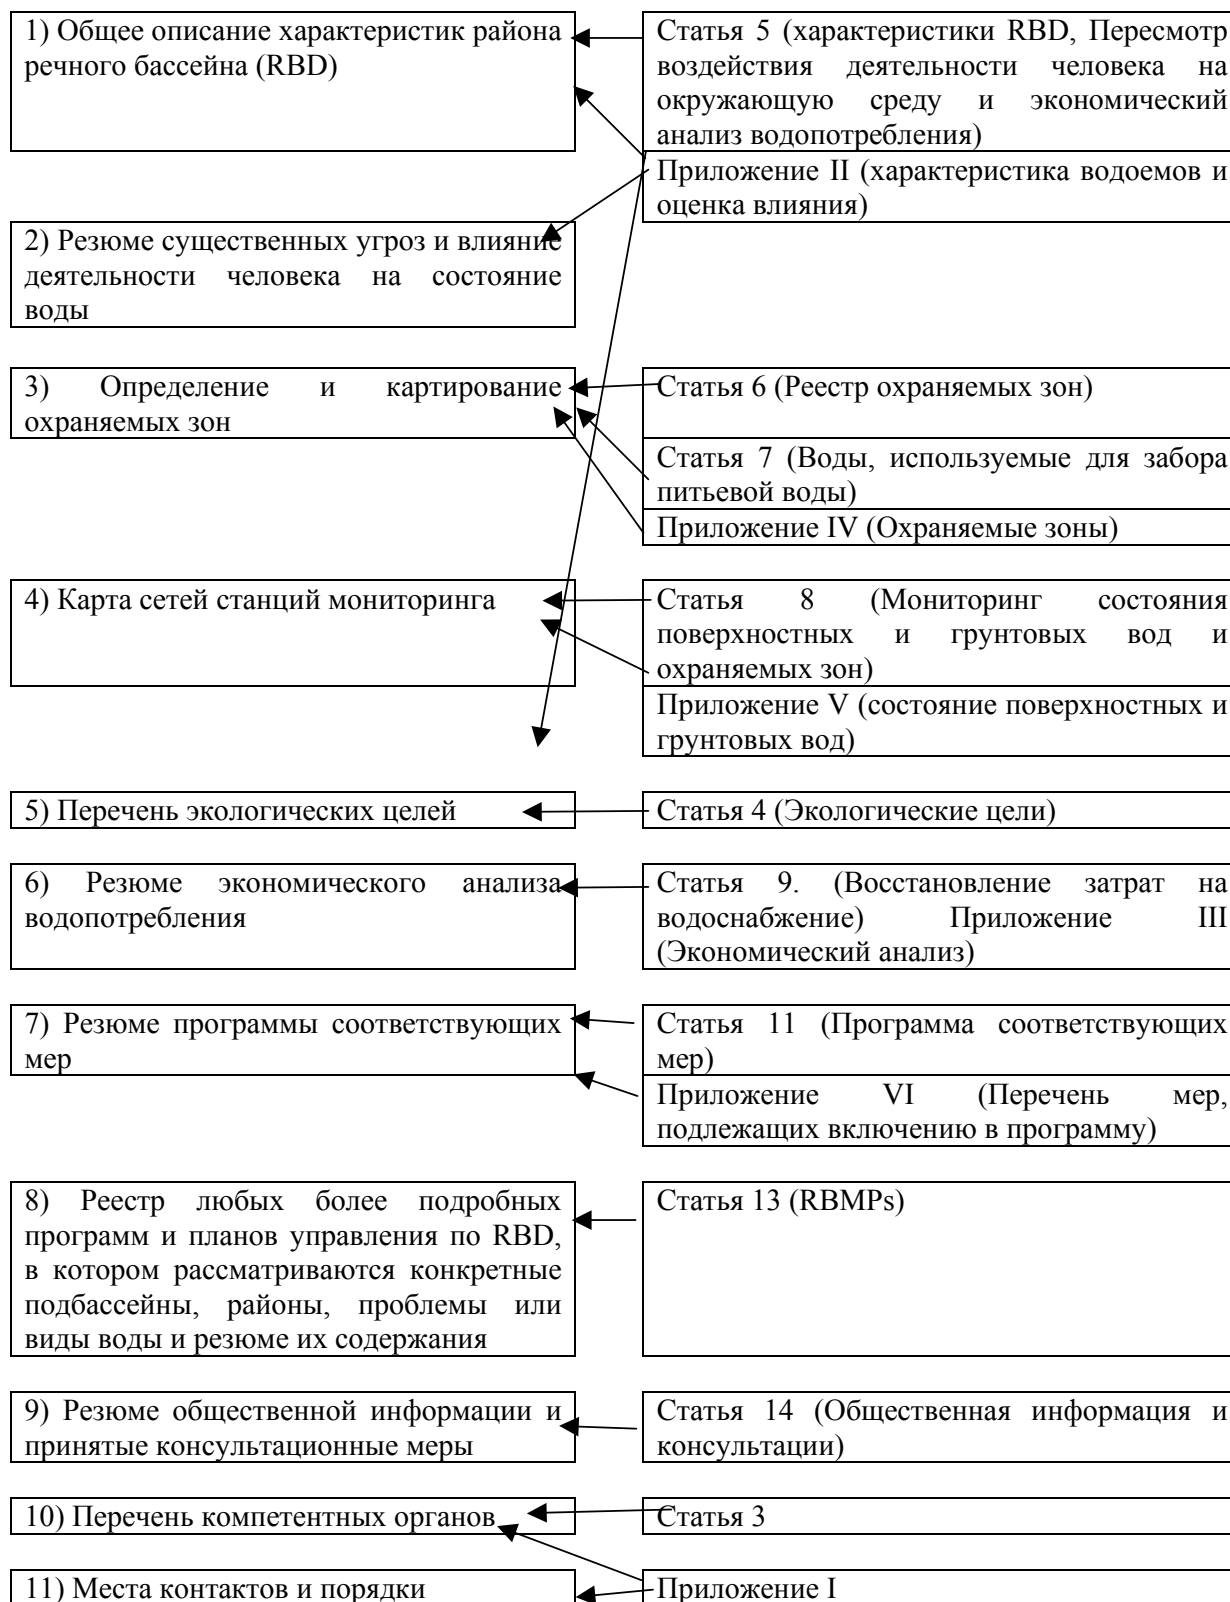 1) Общее описание характеристик района
речного бассейна (RBD)
Статья 5 (характеристики RBD, Пересмотр
воздействия деятельности человека на
окружающую среду и экономический
анализ водопотребления)
Приложение II (характеристика водоемов и
оценка влияния)
2) Резюме существенных угроз и влияние
деятельности человека на состояние
воды
3) Определение и картирование
охраняемых зон
Статья 6 (Реестр охраняемых зон)
Статья 7 (Воды, используемые для забора
питьевой воды)
Приложение IV (Охраняемые зоны)
4) Карта сетей станций мониторинга
Статья 8 (Мониторинг состояния
поверхностных и грунтовых вод и
охраняемых зон)
Приложение V (состояние поверхностных и
грунтовых вод)
5) Перечень экологических целей
Статья 4 (Экологические цели)
6) Резюме экономического анализа
водопотребления
Статья 9. (Восстановление затрат на
водоснабжение) Приложение III
(Экономический анализ)
7) Резюме программы соответствующих
мер
Статья 11 (Программа соответствующих
мер)
Приложение VI (Перечень мер,
подлежащих включению в программу)
8) Реестр любых более подробных
программ и планов управления по RBD,
в котором рассматриваются конкретные
подбассейны, районы, проблемы или
виды воды и резюме их содержания
Статья 13 (RBMPs)
9) Резюме общественной информации и
принятые консультационные меры
Статья 14 (Общественная информация и
консультации)
10) Перечень компетентных органов
Статья 3
11) Места контактов и порядки
Приложение I